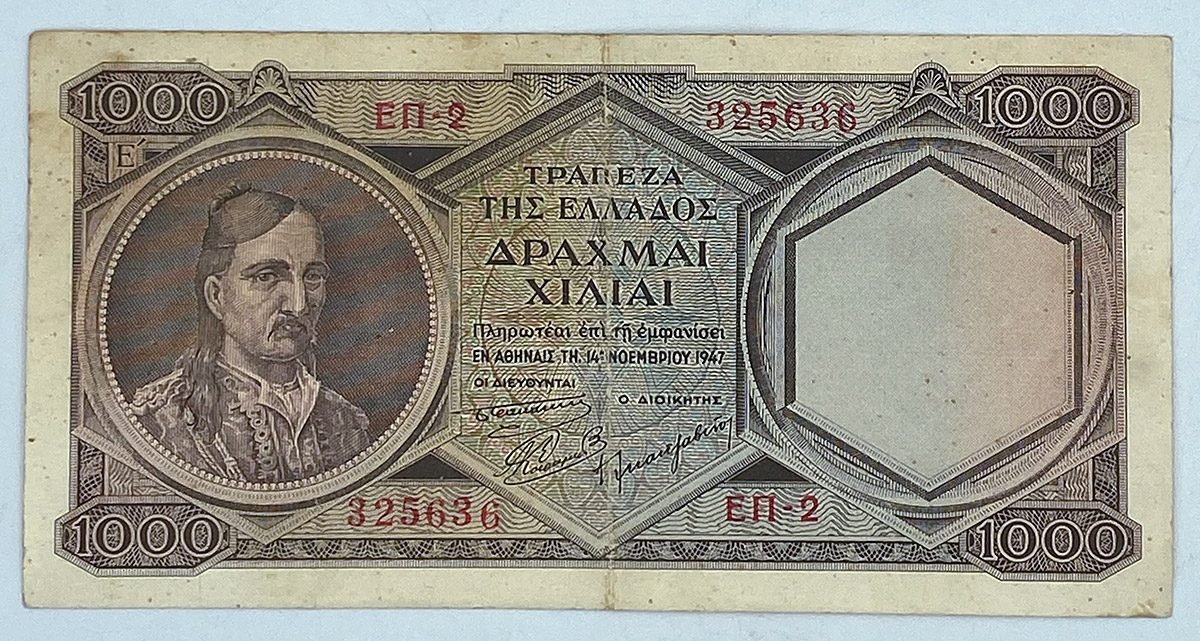 1000 ΕΠ-2 325636 1000
Ε΄
ΤΡΑΠΕΖΑ
ΤΗΣ ΕΛΛΑΔΟΣ
ΔΡΑΧΜΑΙ
ΧΙΛΙΑΙ
Πληρωτέαι ἐπὶ τῇ ἐμφανίσει
ΕΝ ΑΘΗΝΑΙΣ ΤΗ. 14ῃ ΝΟΕΜΒΡΙΟΥ 1947
ΟΙ ΔΙΕΥΘΥΝΤΑΙ
Ο ΔΙΟΙΚΗΤΗΣ
325636 ΕΠ-2
1000 1000